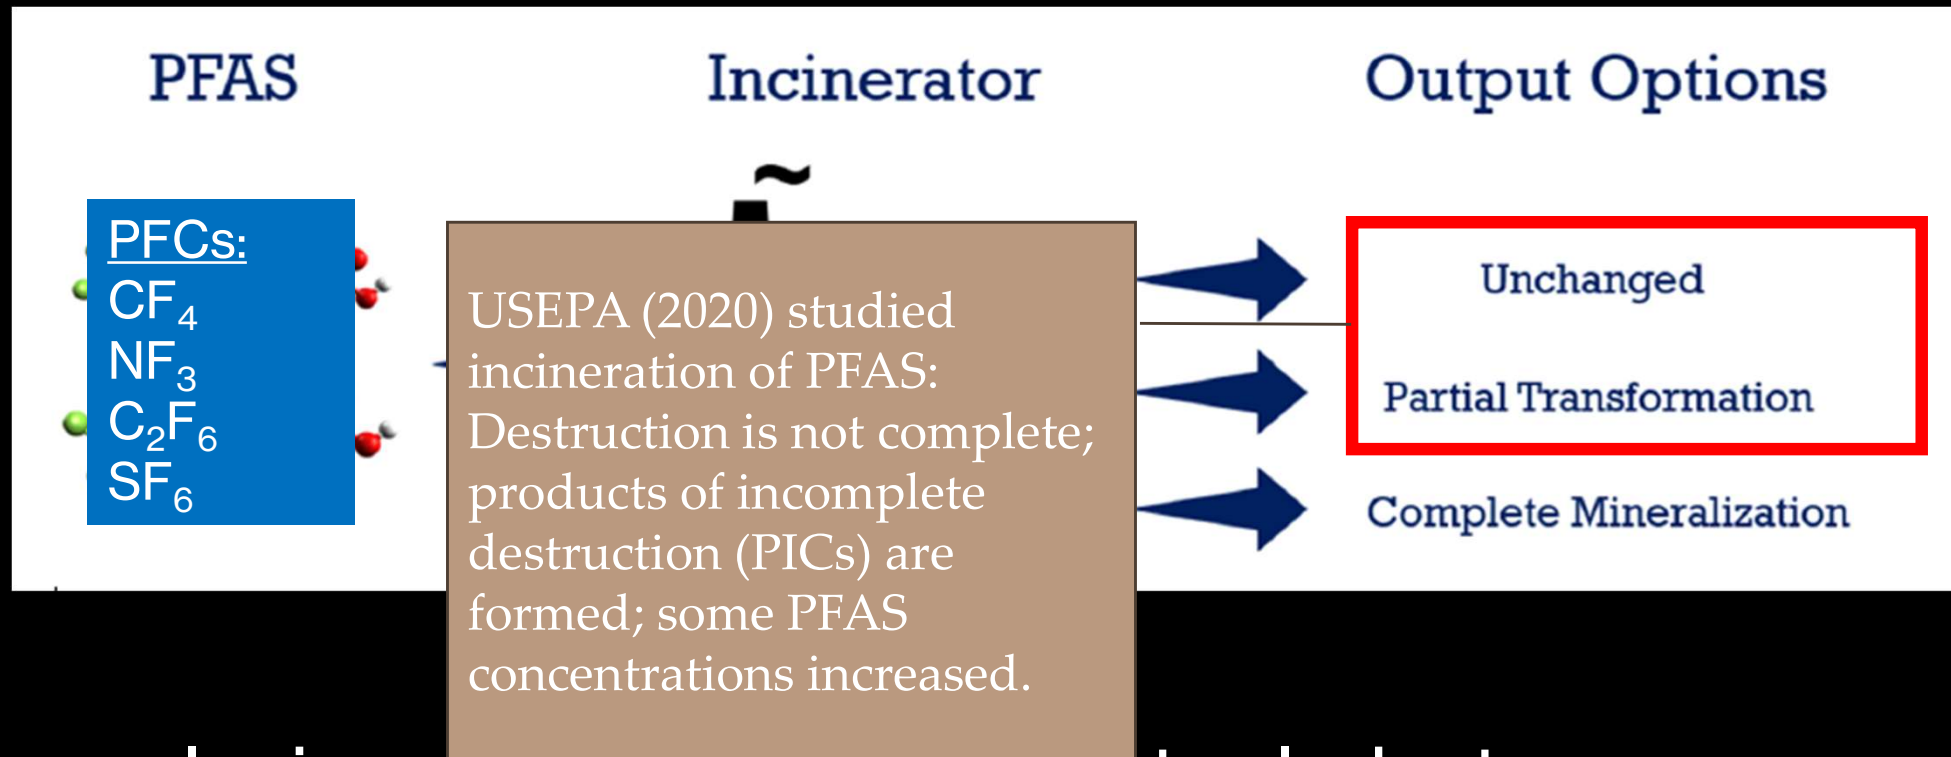 PFAS
Incinerator
Output Options
~
PFCs:
CF₄
NF₃
C₂F₆
SF₆
USEPA (2020) studied
incineration of PFAS:
Destruction is not complete;
products of incomplete
destruction (PICs) are
formed; some PFAS
concentrations increased.
Unchanged
Partial Transformation
Complete Mineralization